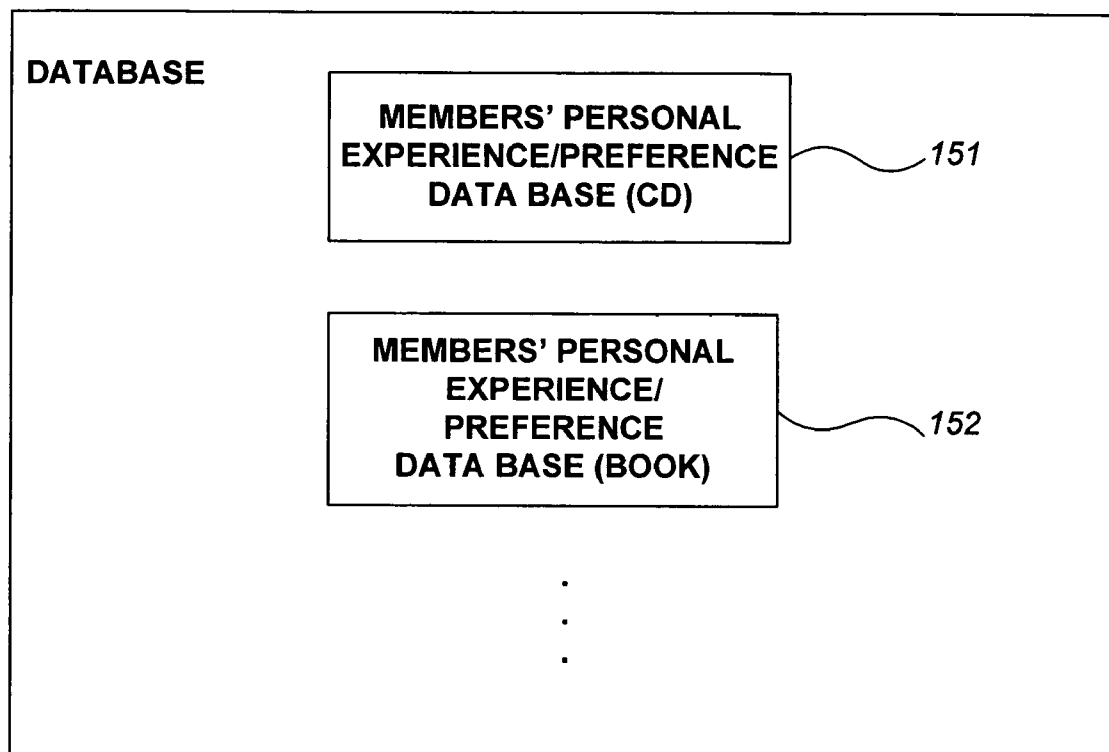 DATABASE
MEMBERS’ PERSONAL
EXPERIENCE/PREFERENCE
DATA BASE (CD)
151
MEMBERS’ PERSONAL
EXPERIENCE/
PREFERENCE
DATA BASE (BOOK)
152
.
.
.